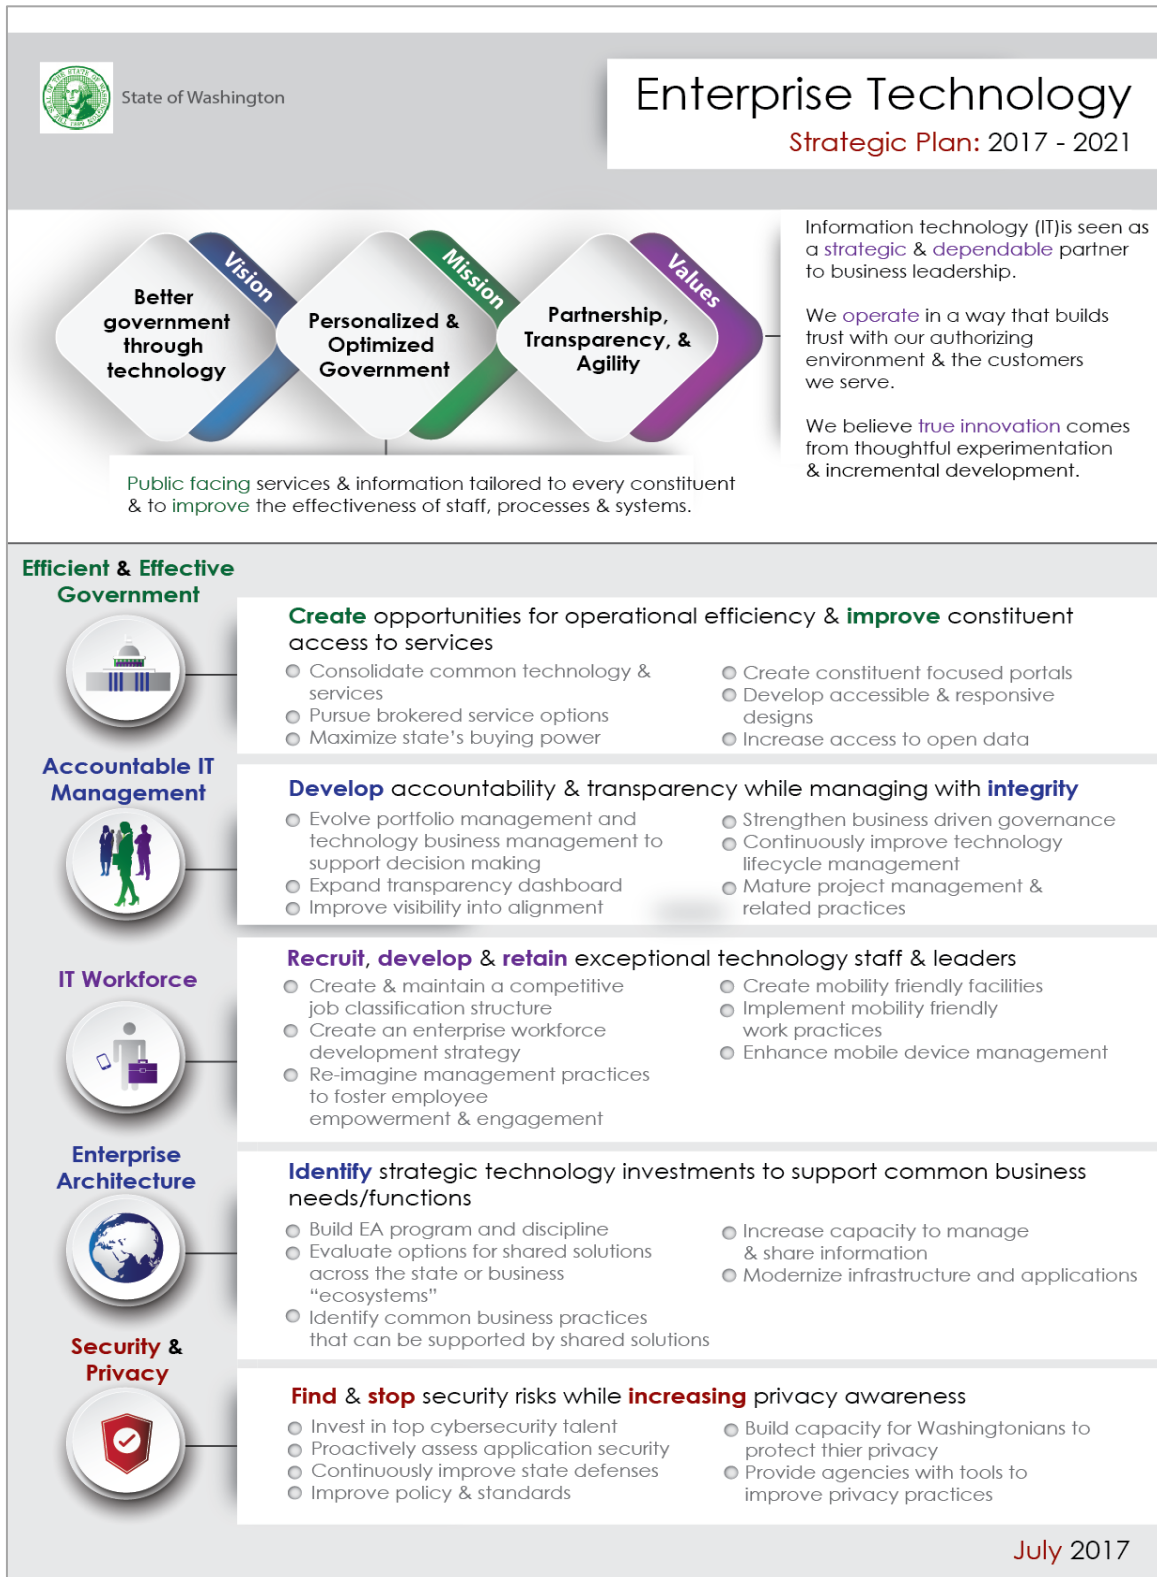 State of Washington
Enterprise Technology
Strategic Plan: 2017 - 2021
Vision
Better
government
through
technology
Mission
Personalized &
Optimized
Government
Values
Partnership,
Transparency, &
Agility
Information technology (IT)is seen as
a strategic & dependable partner
to business leadership.
We operate in a way that builds
trust with our authorizing
environment & the customers
we serve.
We believe true innovation comes
from thoughtful experimentation
& incremental development.
Public facing services & information tailored to every constituent
& to improve the effectiveness of staff, processes & systems.
Efficient & Effective
Government
Create opportunities for operational efficiency & improve constituent
access to services
Consolidate common technology &
services
Pursue brokered service options
Maximize state’s buying power
Create constituent focused portals
Develop accessible & responsive
designs
Increase access to open data
Accountable IT
Management
Develop accountability & transparency while managing with integrity
Evolve portfolio management and
technology business management to
support decision making
Expand transparency dashboard
Improve visibility into alignment
Strengthen business driven governance
Continuously improve technology
lifecycle management
Mature project management &
related practices
IT Workforce
Recruit, develop & retain exceptional technology staff & leaders
Create & maintain a competitive
job classification structure
Create an enterprise workforce
development strategy
Re-imagine management practices
to foster employee
empowerment & engagement
Create mobility friendly facilities
Implement mobility friendly
work practices
Enhance mobile device management
Enterprise
Architecture
Identify strategic technology investments to support common business
needs/functions
Build EA program and discipline
Evaluate options for shared solutions
across the state or business
“ecosystems”
Identify common business practices
that can be supported by shared solutions
Increase capacity to manage
& share information
Modernize infrastructure and applications
Security &
Privacy
Find & stop security risks while increasing privacy awareness
Invest in top cybersecurity talent
Proactively assess application security
Continuously improve state defenses
Improve policy & standards
Build capacity for Washingtonians to
protect thier privacy
Provide agencies with tools to
improve privacy practices
July 2017